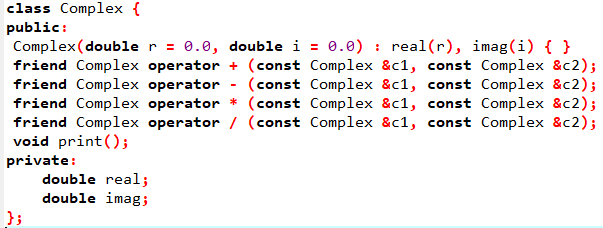 class Complex {
public:
Complex(double r = 0.0, double i = 0.0) : real(r), imag(i) { }
friend Complex operator + (const Complex &c1, const Complex &c2);
friend Complex operator - (const Complex &c1, const Complex &c2);
friend Complex operator * (const Complex &c1, const Complex &c2);
friend Complex operator / (const Complex &c1, const Complex &c2);
void print();
private:
double real;
double imag;
};